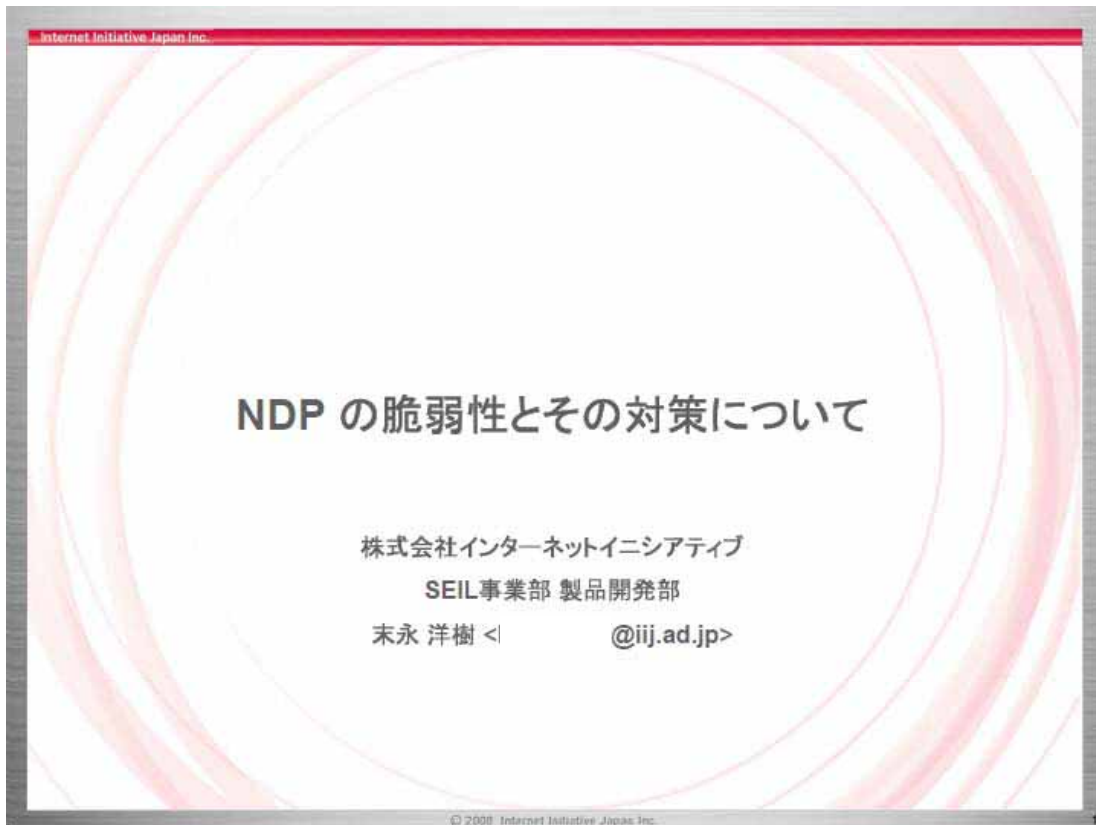 Internet Initiative Japan Inc.
NDP の脆弱性とその対策について
株式会社インターネットイニシアティブ
SEIL事業部 製品開発部
末永 洋樹 < @iij.ad.jp>
© 2008 Internet Initiative Japan Inc.
1